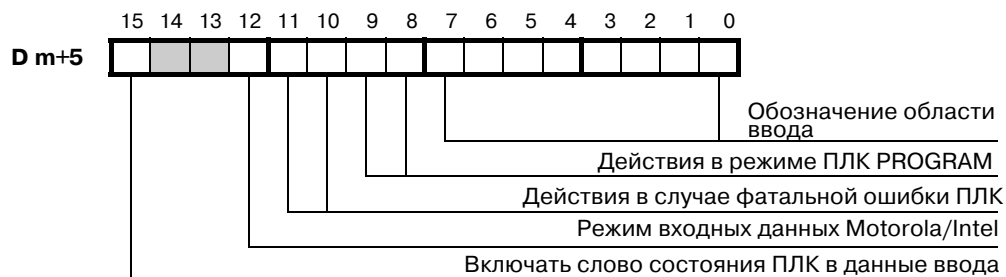 15 14 13 12 11 10 9 8 7 6 5 4 3 2 1 0
D m+5
Обозначение области
ввода
Действия в режиме ПЛК PROGRAM
Действия в случае фатальной ошибки ПЛК
Режим входных данных Motorola/Intel
Включать слово состояния ПЛК в данные ввода